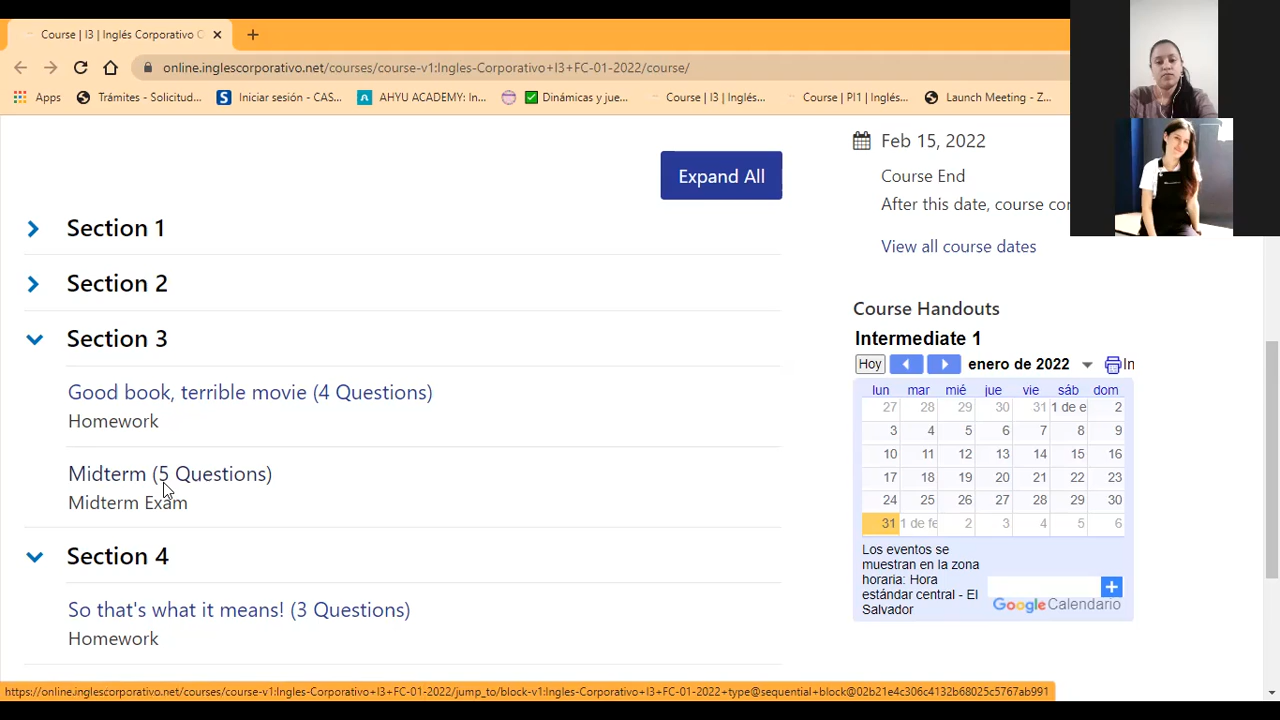 Course | I3 | Inglés Corporativo C
online.inglescorporativo.net/courses/course-v1:Ingles-Corporativo+I3+FC-01-2022/course/
Apps
Trámites - Solicitud...
Iniciar sesión - CAS...
AHYU ACADEMY: In...
Dinámicas y jue...
Course | I3 | Inglés...
Course | PI1 | Inglés...
Launch Meeting - Z...
Expand All
Section 1
Section 2
Section 3
Good book, terrible movie (4 Questions)
Homework
Midterm (5 Questions)
Midterm Exam
Section 4
So that's what it means! (3 Questions)
Homework
Feb 15, 2022
Course End
After this date, course co
View all course dates
Course Handouts
Intermediate 1
Hoy enero de 2022 In
lun mar mié jue vie sáb dom
27 28 29 30 31 1 de e 2
3 4 5 6 7 8 9
10 11 12 13 14 15 16
17 18 19 20 21 22 23
24 25 26 27 28 29 30
31 1 de fe 2 3 4 5 6
Los eventos se
muestran en la zona
horaria: Hora
estándar central - El
Salvador
Google Calendario
https://online.inglescorporativo.net/courses/course-v1:Ingles-Corporativo+I3+FC-01-2022/jump_to/block-v1:Ingles-Corporativo+I3+FC-01-2022+type@sequential+block@02b21e4c306c4132b68025c5767ab991